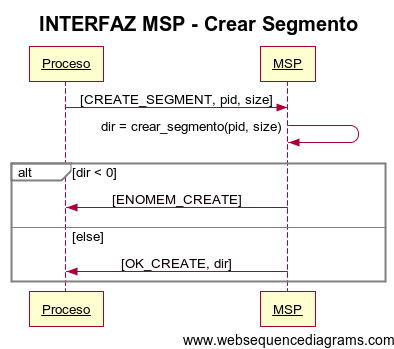 INTERFAZ MSP - Crear Segmento
Proceso
MSP
[CREATE_SEGMENT, pid, size]
dir = crear_segmento(pid, size)
alt
[dir < 0]
[ENOMEM_CREATE]
[else]
[OK_CREATE, dir]
Proceso
MSP
www.websequencediagrams.com